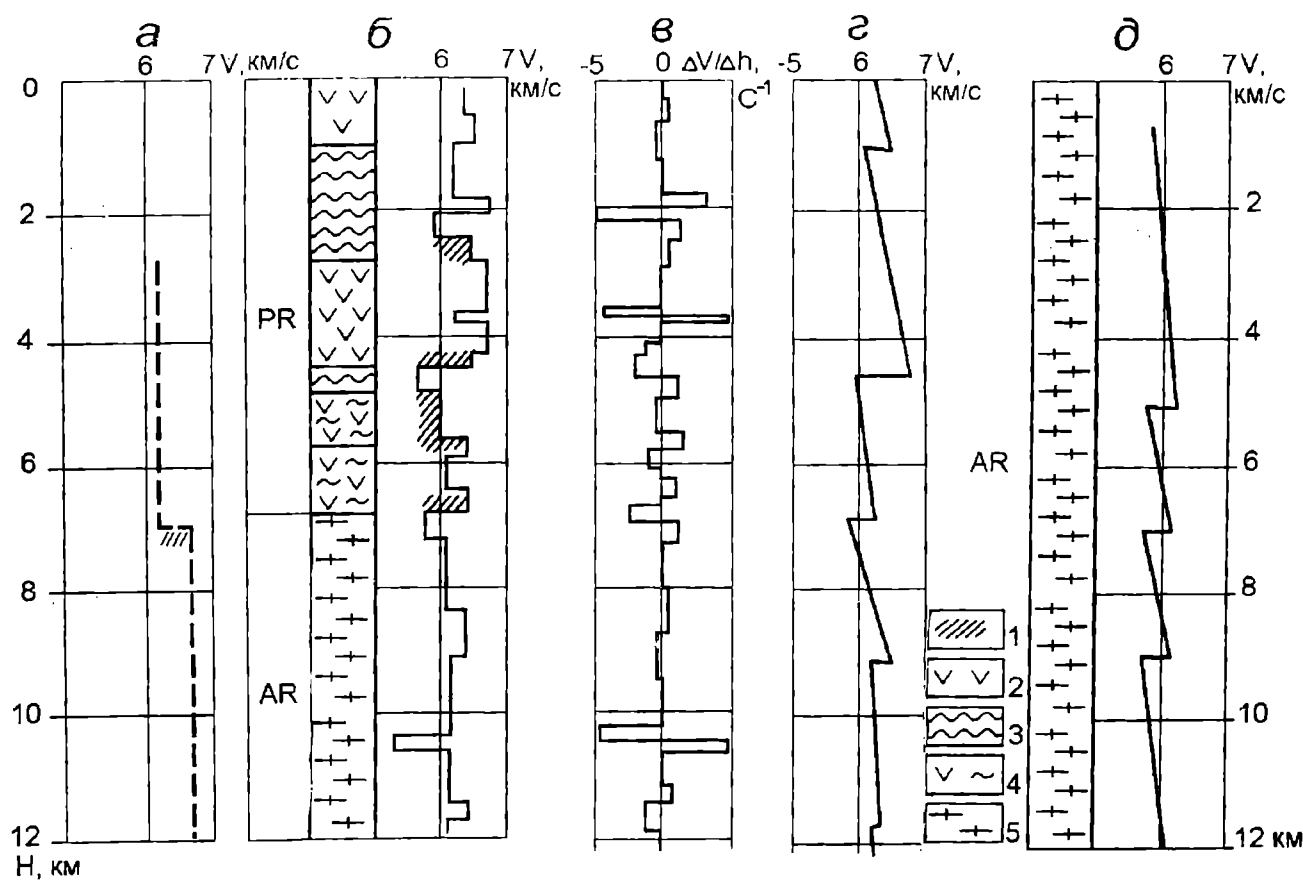 а б в г д
6 7 V, км/с 6 7 V, км/с -5 0 ΔV/Δh, с⁻¹ -5 6 7 V, км/с 6 7 V, км/с
0
2 2
PR
4 4
6 AR 6
8 8
1
2
AR
3
10 10
4
5
12 12 км
Н, км